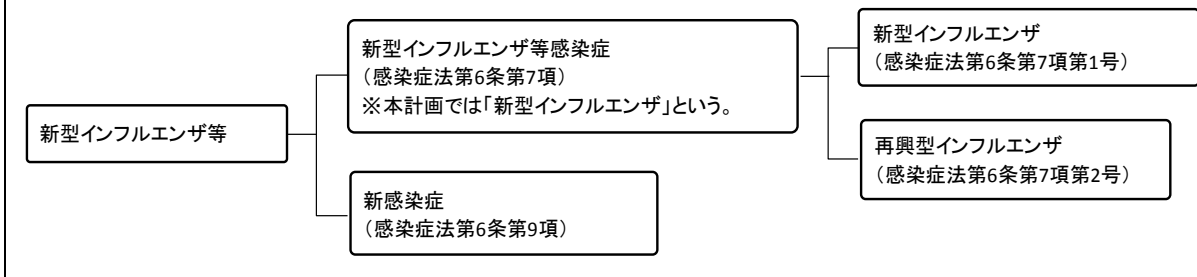 新型インフルエンザ等
新型インフルエンザ等感染症
（感染症法第6条第7項）
※本計画では「新型インフルエンザ」という。
新感染症
（感染症法第6条第9項）
新型インフルエンザ
（感染症法第6条第7項第1号）
再興型インフルエンザ
（感染症法第6条第7項第2号）